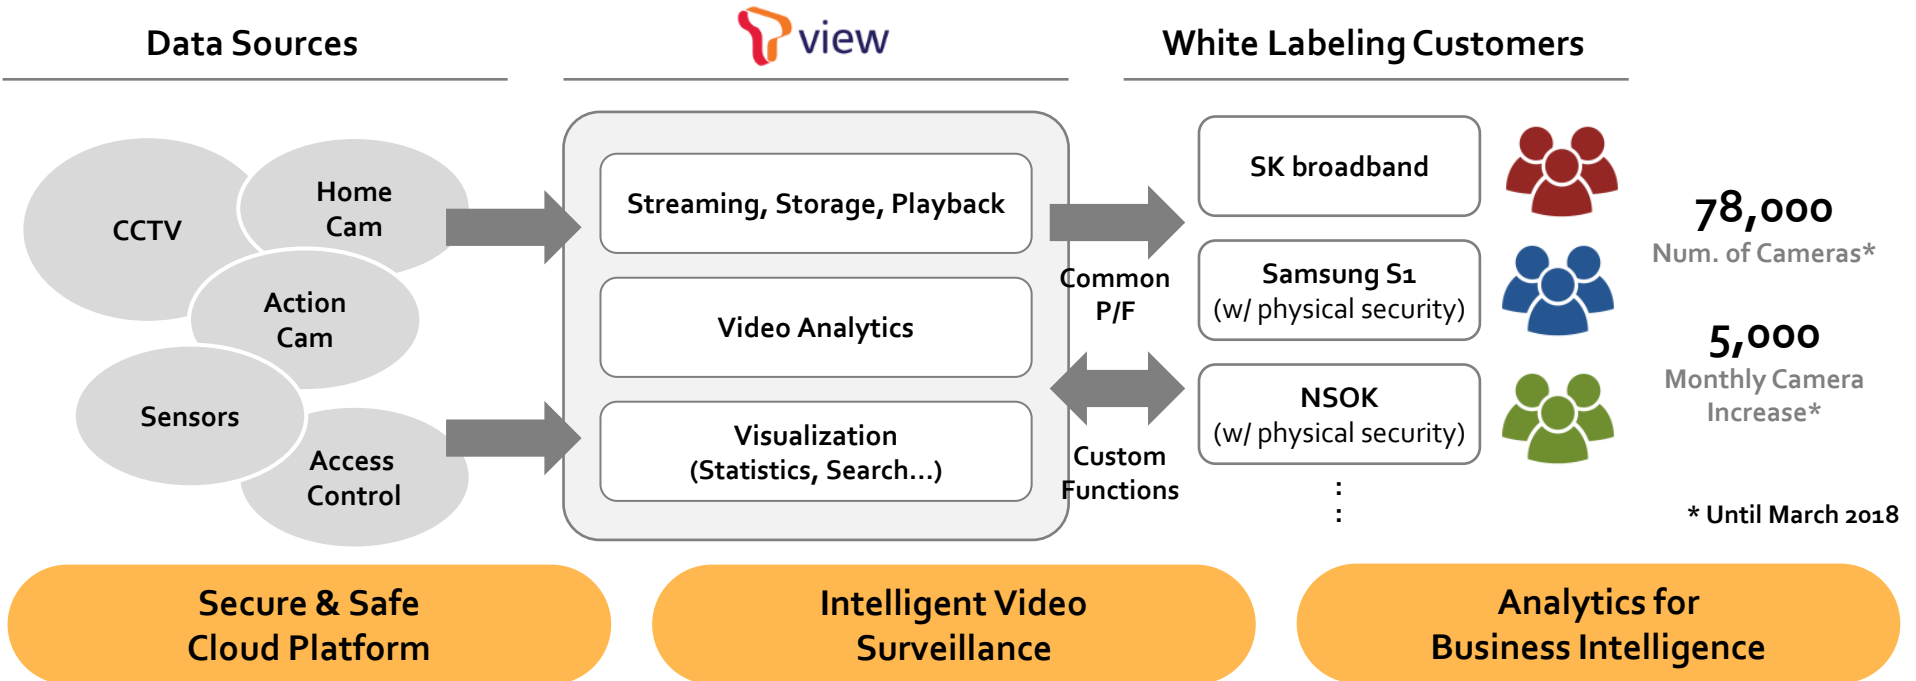 Data Sources
view
White Labeling Customers
CCTV
Home
Cam
Action
Cam
Sensors
Access
Control
Streaming, Storage, Playback
Video Analytics
Visualization
(Statistics, Search...)
Common
P/F
Custom
Functions
SK broadband
Samsung S1
(w/ physical security)
NSOK
(w/ physical security)
:
:
78,000
Num. of Cameras*
5,000
Monthly Camera
Increase*
* Until March 2018
Secure & Safe
Cloud Platform
Intelligent Video
Surveillance
Analytics for
Business Intelligence